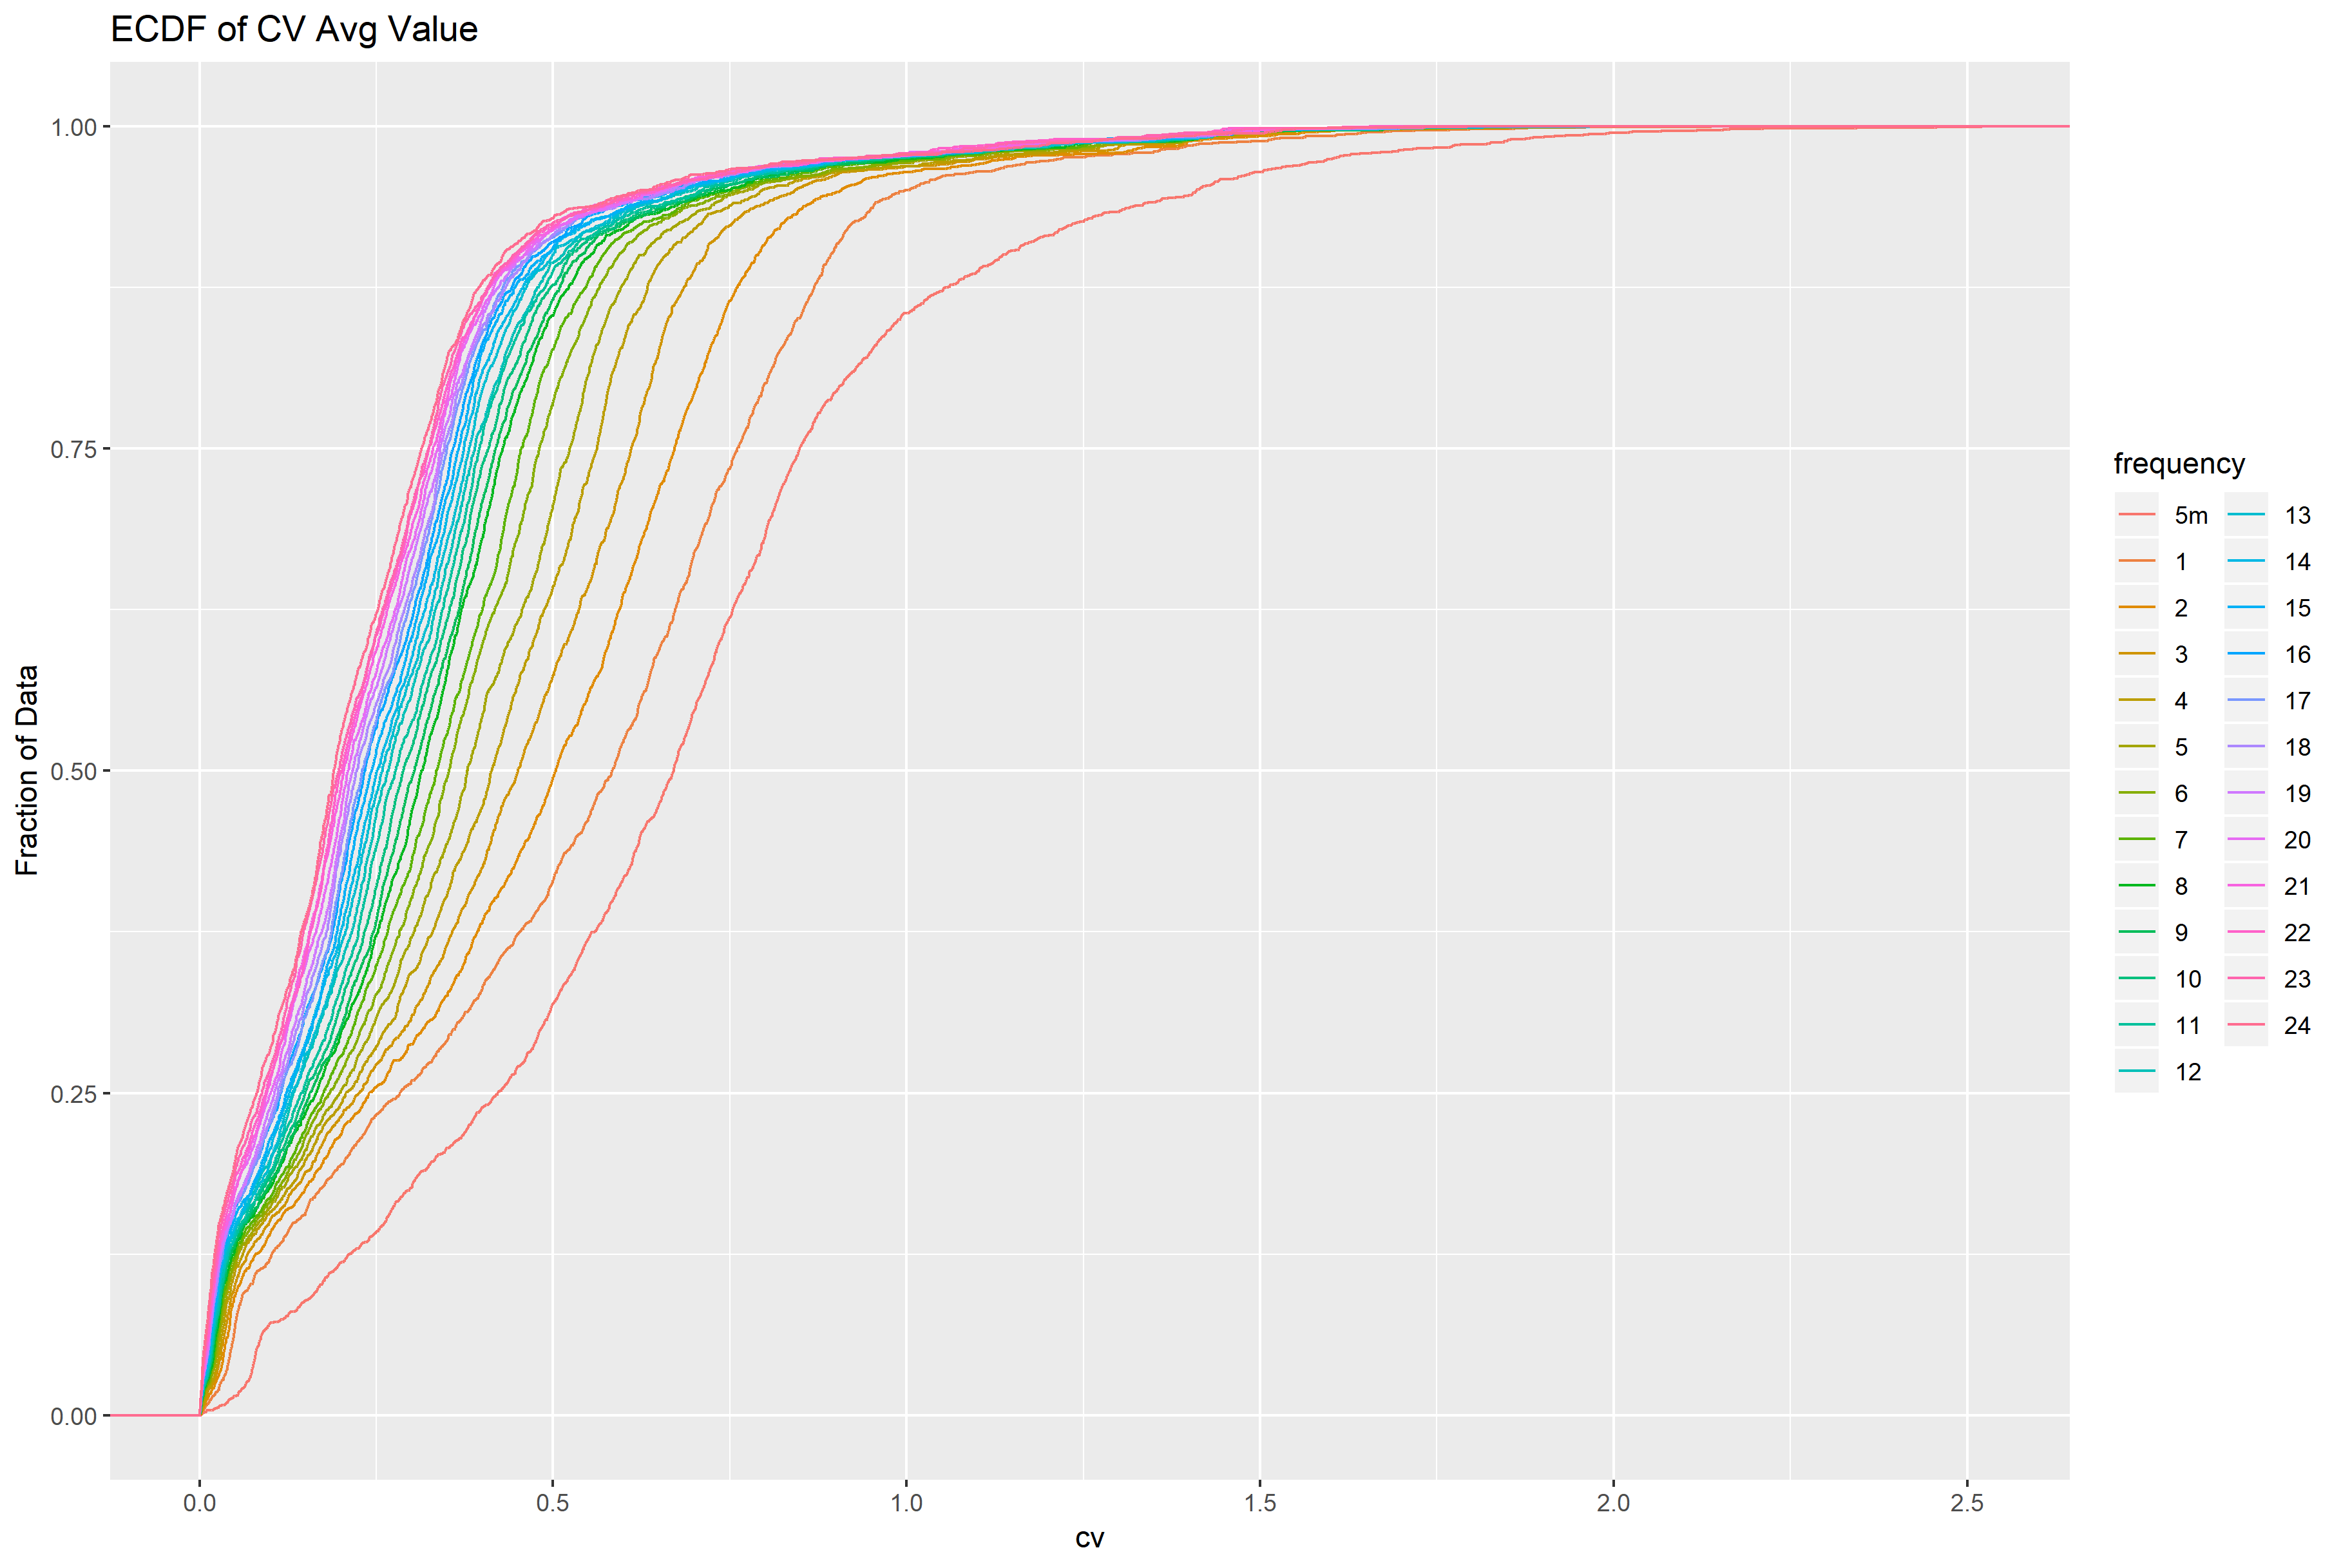 ECDF of CV Avg Value
1.00
0.75
0.50
0.25
0.00
Fraction of Data
0.0 0.5 1.0 1.5 2.0 2.5
cv
frequency
5m 13
1 14
2 15
3 16
4 17
5 18
6 19
7 20
8 21
9 22
10 23
11 24
12